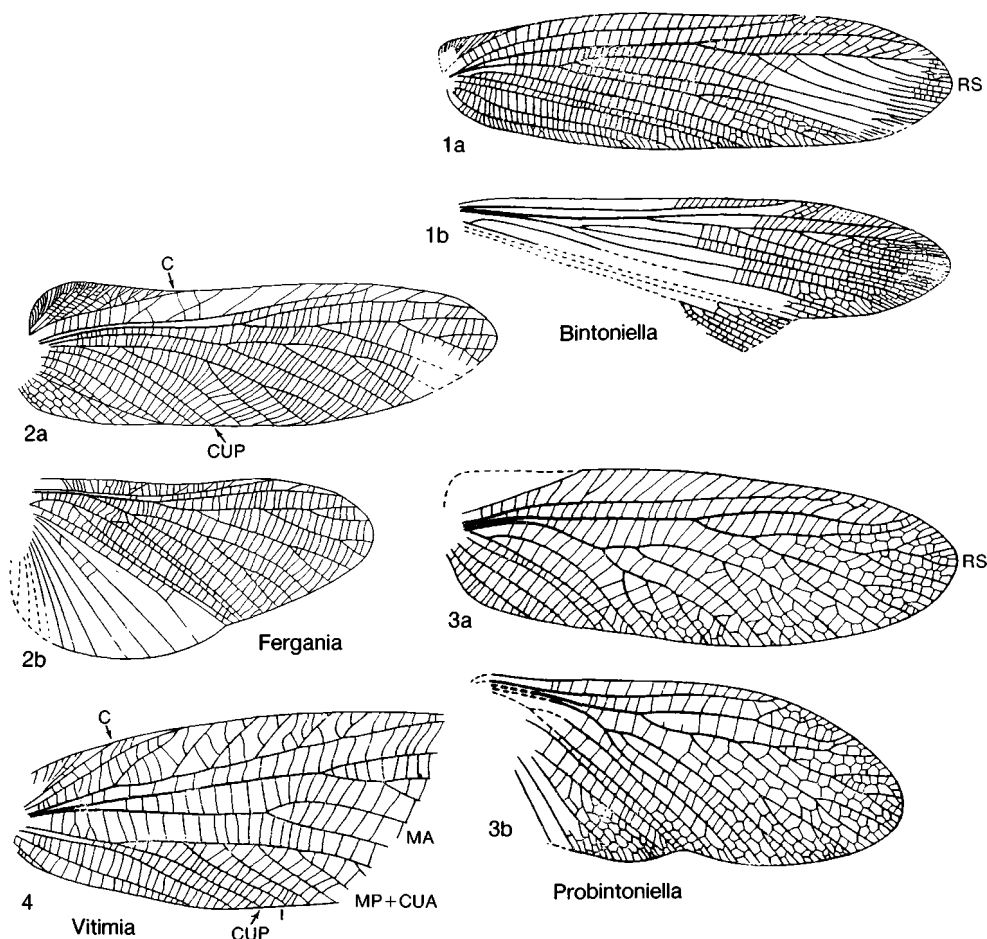 RS
1a
1b
Bintoniella
C
2a
CUP
2b
Fergania
RS
3a
3b
Probintoniella
C
MA
MP + CUA
4
Vitimia
CUP